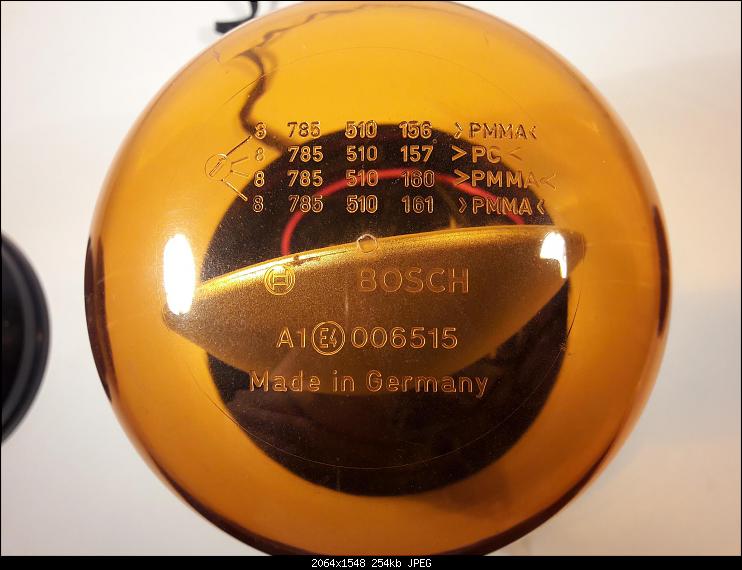 8 785 510 156 >PMMA<
8 785 510 157 >PC<
8 785 510 160 >PMMA<
8 785 510 161 >PMMA<
BOSCH
A1 E4 006515
Made in Germany
2064x1548 254kb JPEG